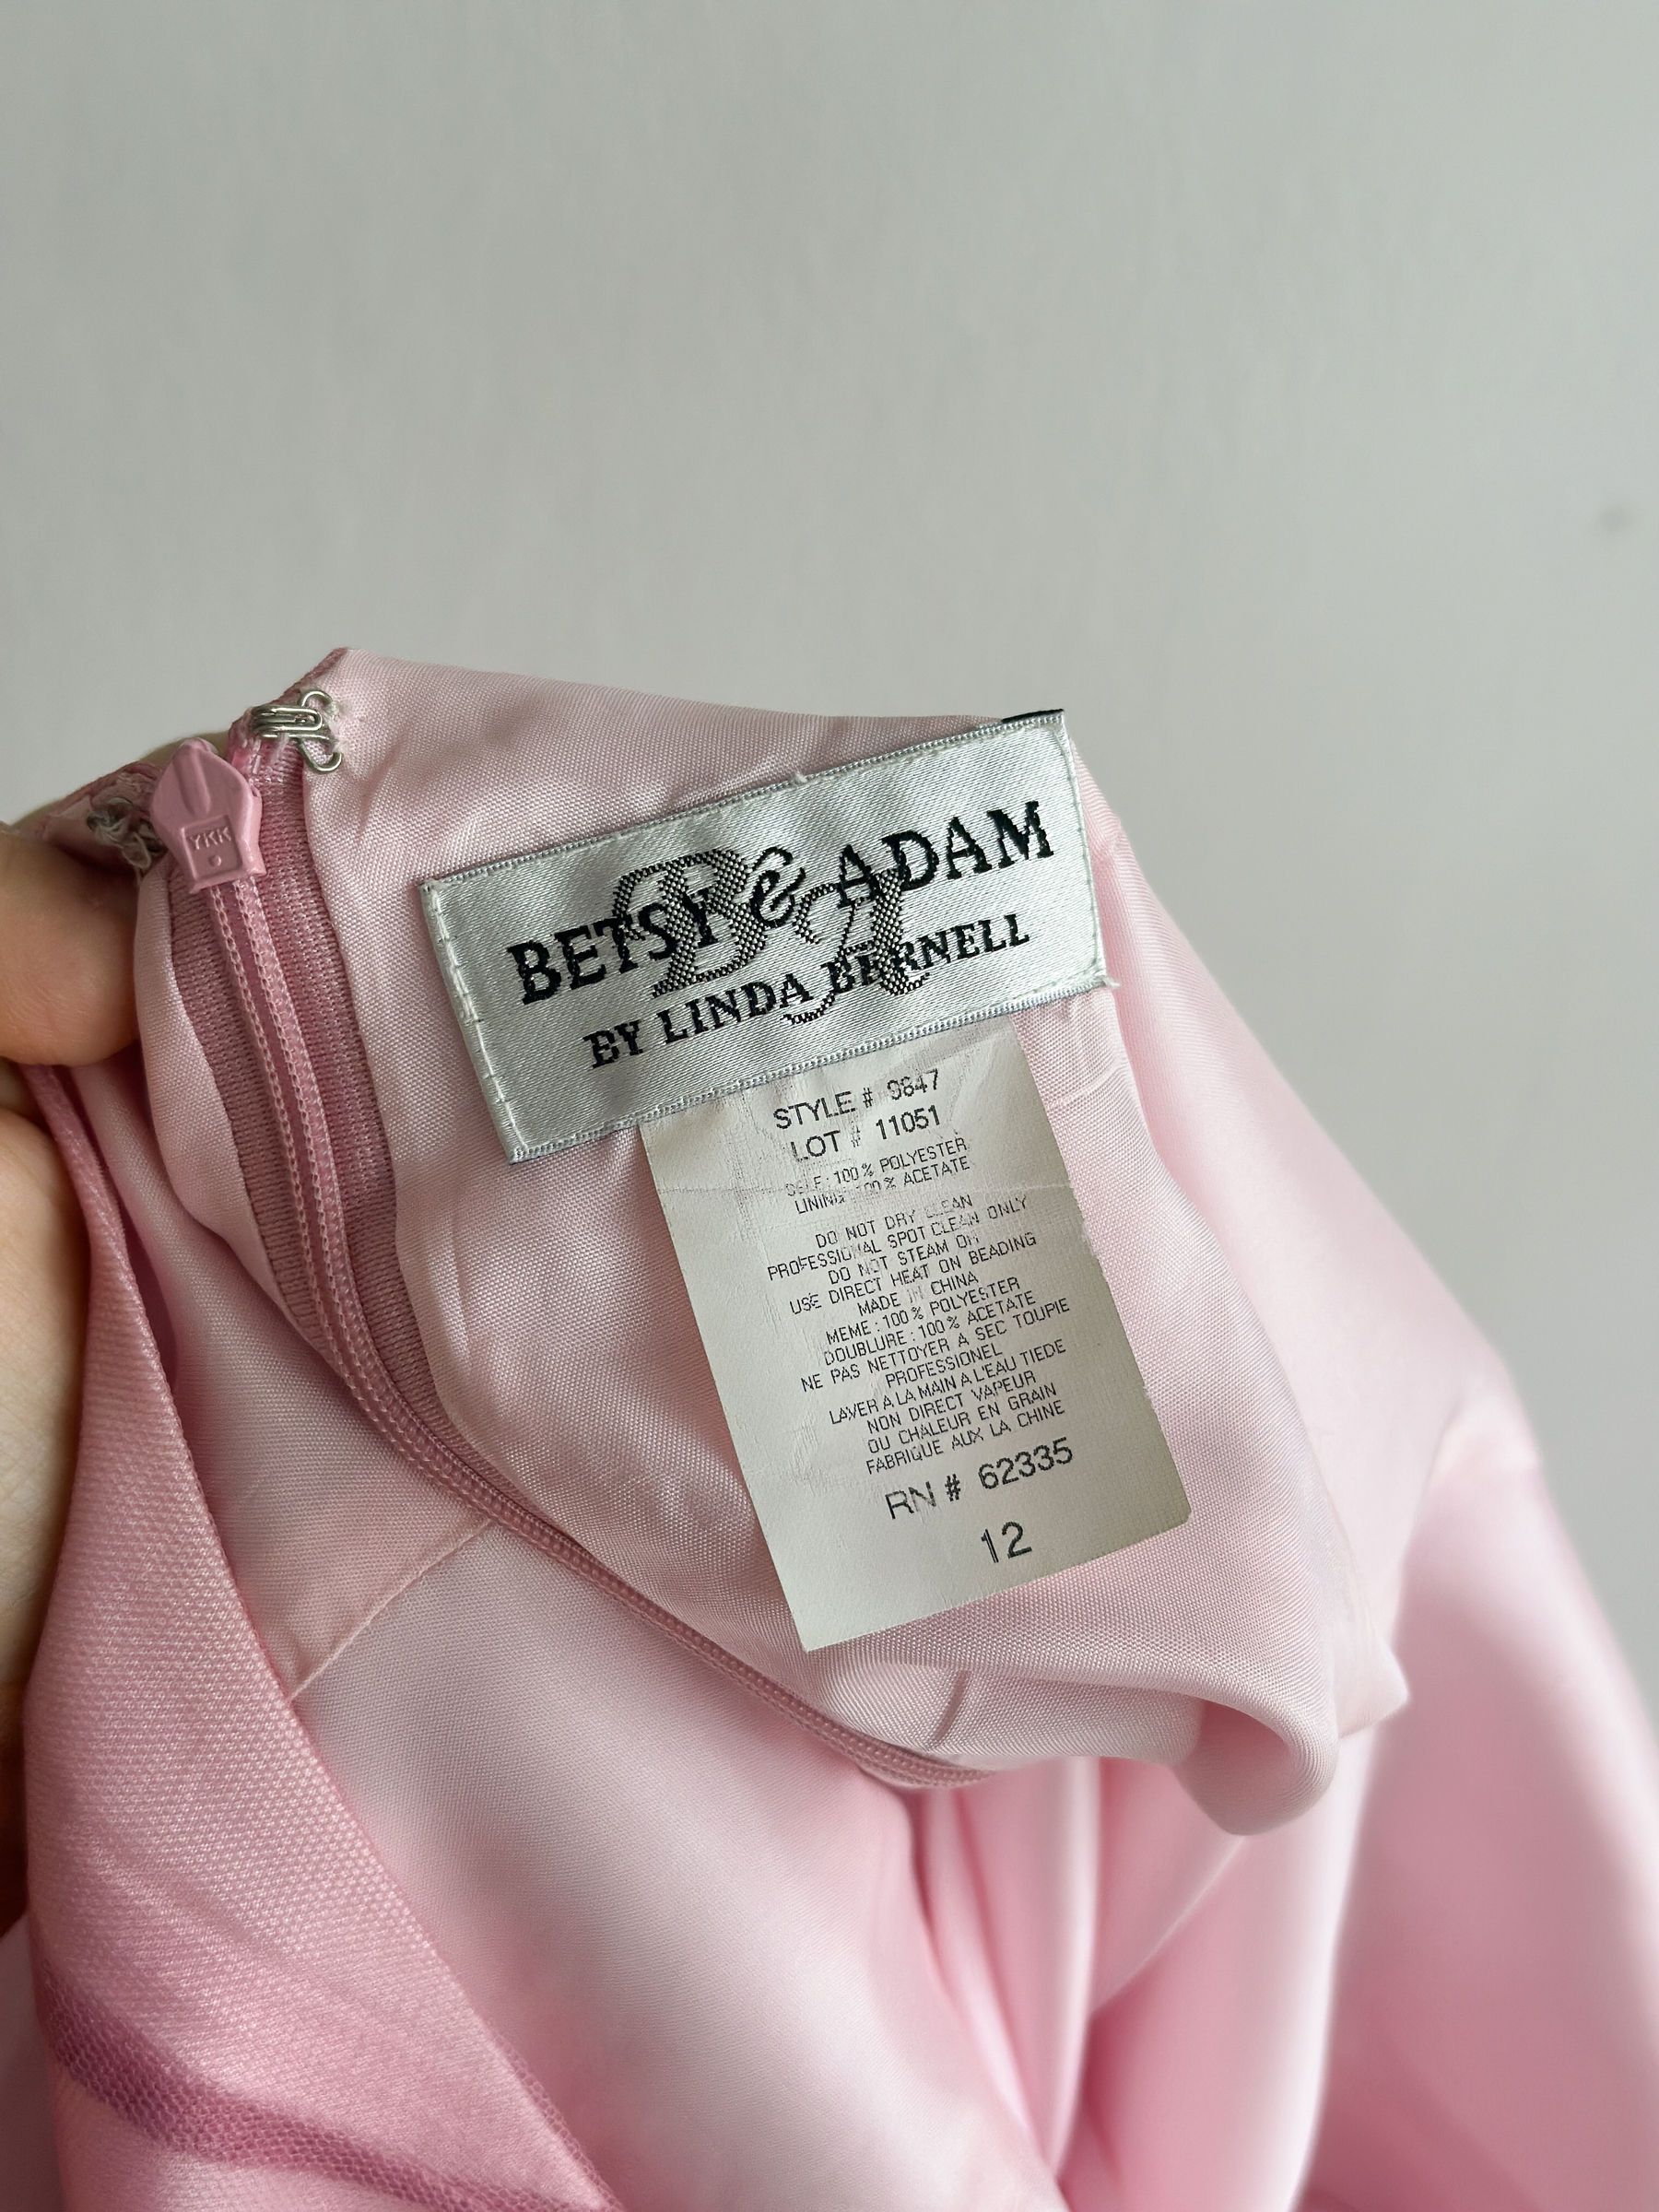 YKK
B&A
BETSY & ADAM
BY LINDA BERNELL
STYLE # 9847
LOT # 11051
SELF: 100% POLYESTER
LINING: 100% ACETATE
DO NOT DRY CLEAN
PROFESSIONAL SPOT CLEAN ONLY
DO NOT STEAM OR
USE DIRECT HEAT ON BEADING
MADE IN CHINA
MEME: 100% POLYESTER
DOUBLURE: 100% ACETATE
NE PAS NETTOYER A SEC TOUPIE
PROFESSIONEL
LAVER A LA MAIN A L'EAU TIEDE
NON DIRECT VAPEUR
OU CHALEUR EN GRAIN
FABRIQUE AUX LA CHINE
RN # 62335
12